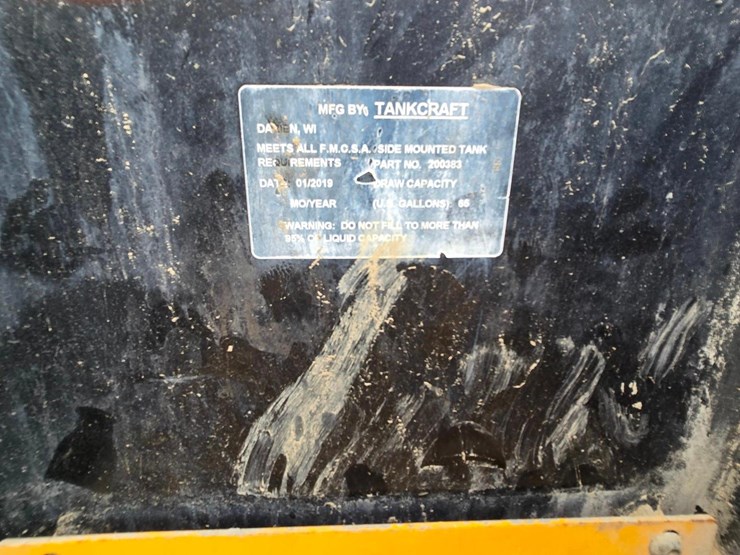 MFG BY: TANKCRAFT
WI
MEETS ALL F.M.C.S.A. SIDE MOUNTED TANK
REQUIREMENTS PART NO. 200383
DATE 01/2019 DRAW CAPACITY
MO/YEAR (U.S. GALLONS) 65
WARNING: DO NOT FILL TO MORE THAN
95% OF LIQUID CAPACITY